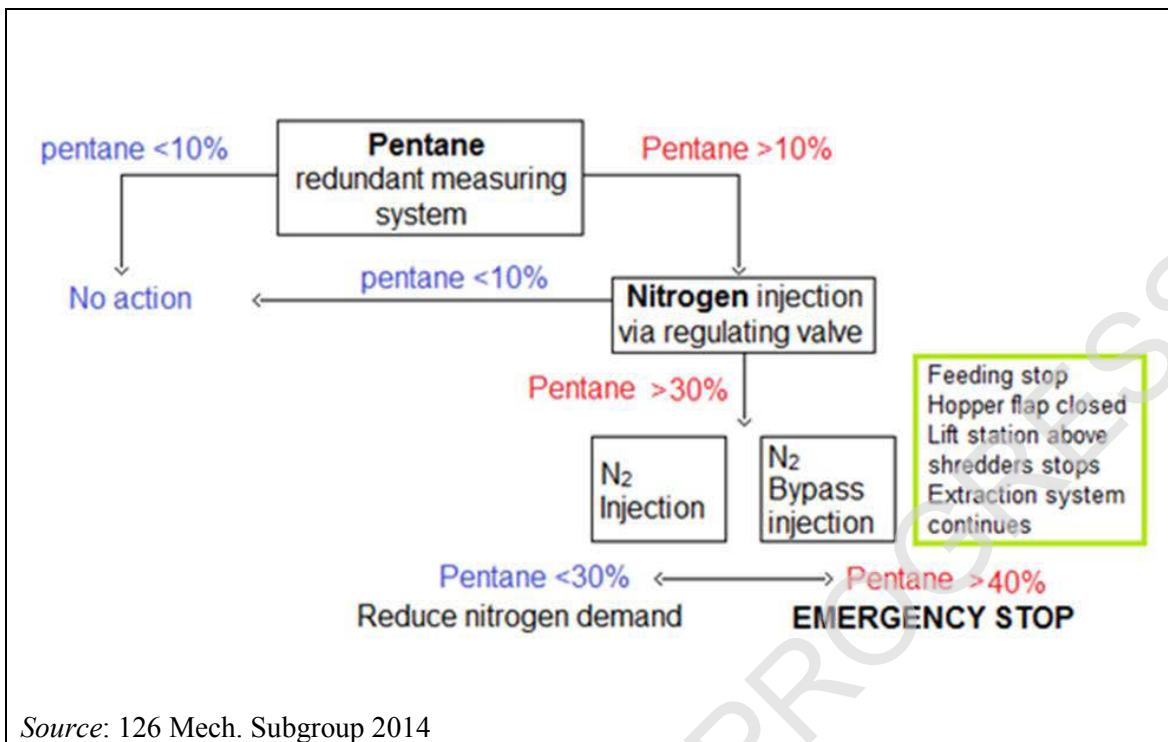 pentane <10%
Pentane
redundant measuring
system
Pentane >10%
No action
pentane <10%
Nitrogen injection
via regulating valve
Pentane >30%
Feeding stop
Hopper flap closed
Lift station above
shredders stops
Extraction system
continues
N2
Injection
N2
Bypass
injection
Pentane <30%
Pentane >40%
Reduce nitrogen demand
EMERGENCY STOP
PROGRESS
Source: 126 Mech. Subgroup 2014